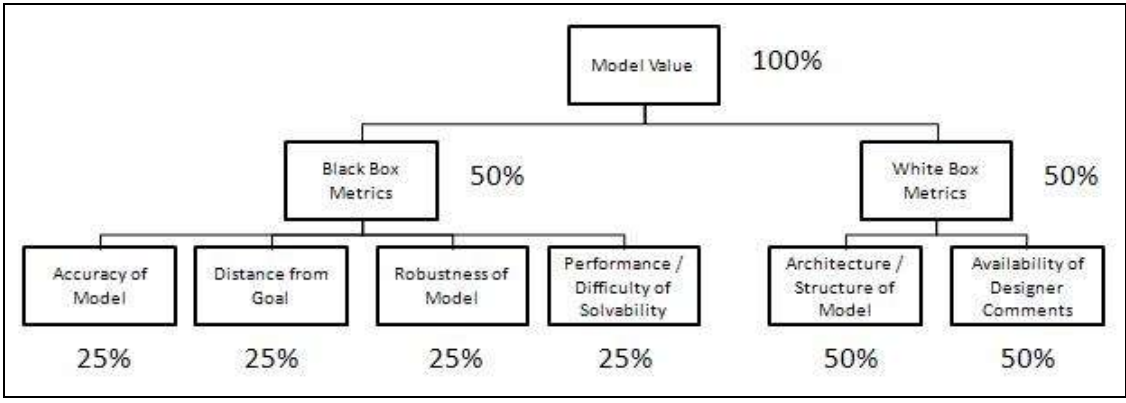 Model Value
100%
Black Box
Metrics
50%
White Box
Metrics
50%
Accuracy of
Model
Distance from
Goal
Robustness of
Model
Performance /
Difficulty of
Solvability
Architecture /
Structure of
Model
Availability of
Designer
Comments
25%
25%
25%
25%
50%
50%